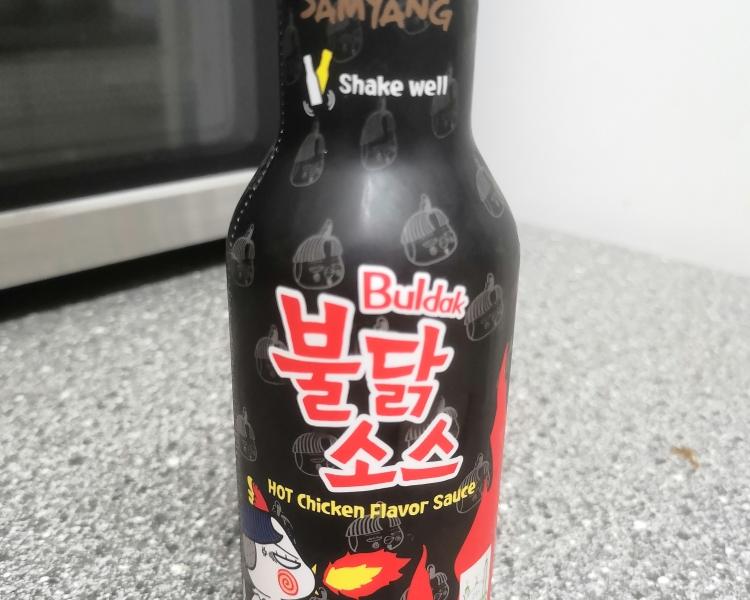 SAMYANG
Shake well
Buldak
불닭
소스
HOT Chicken Flavor Sauce